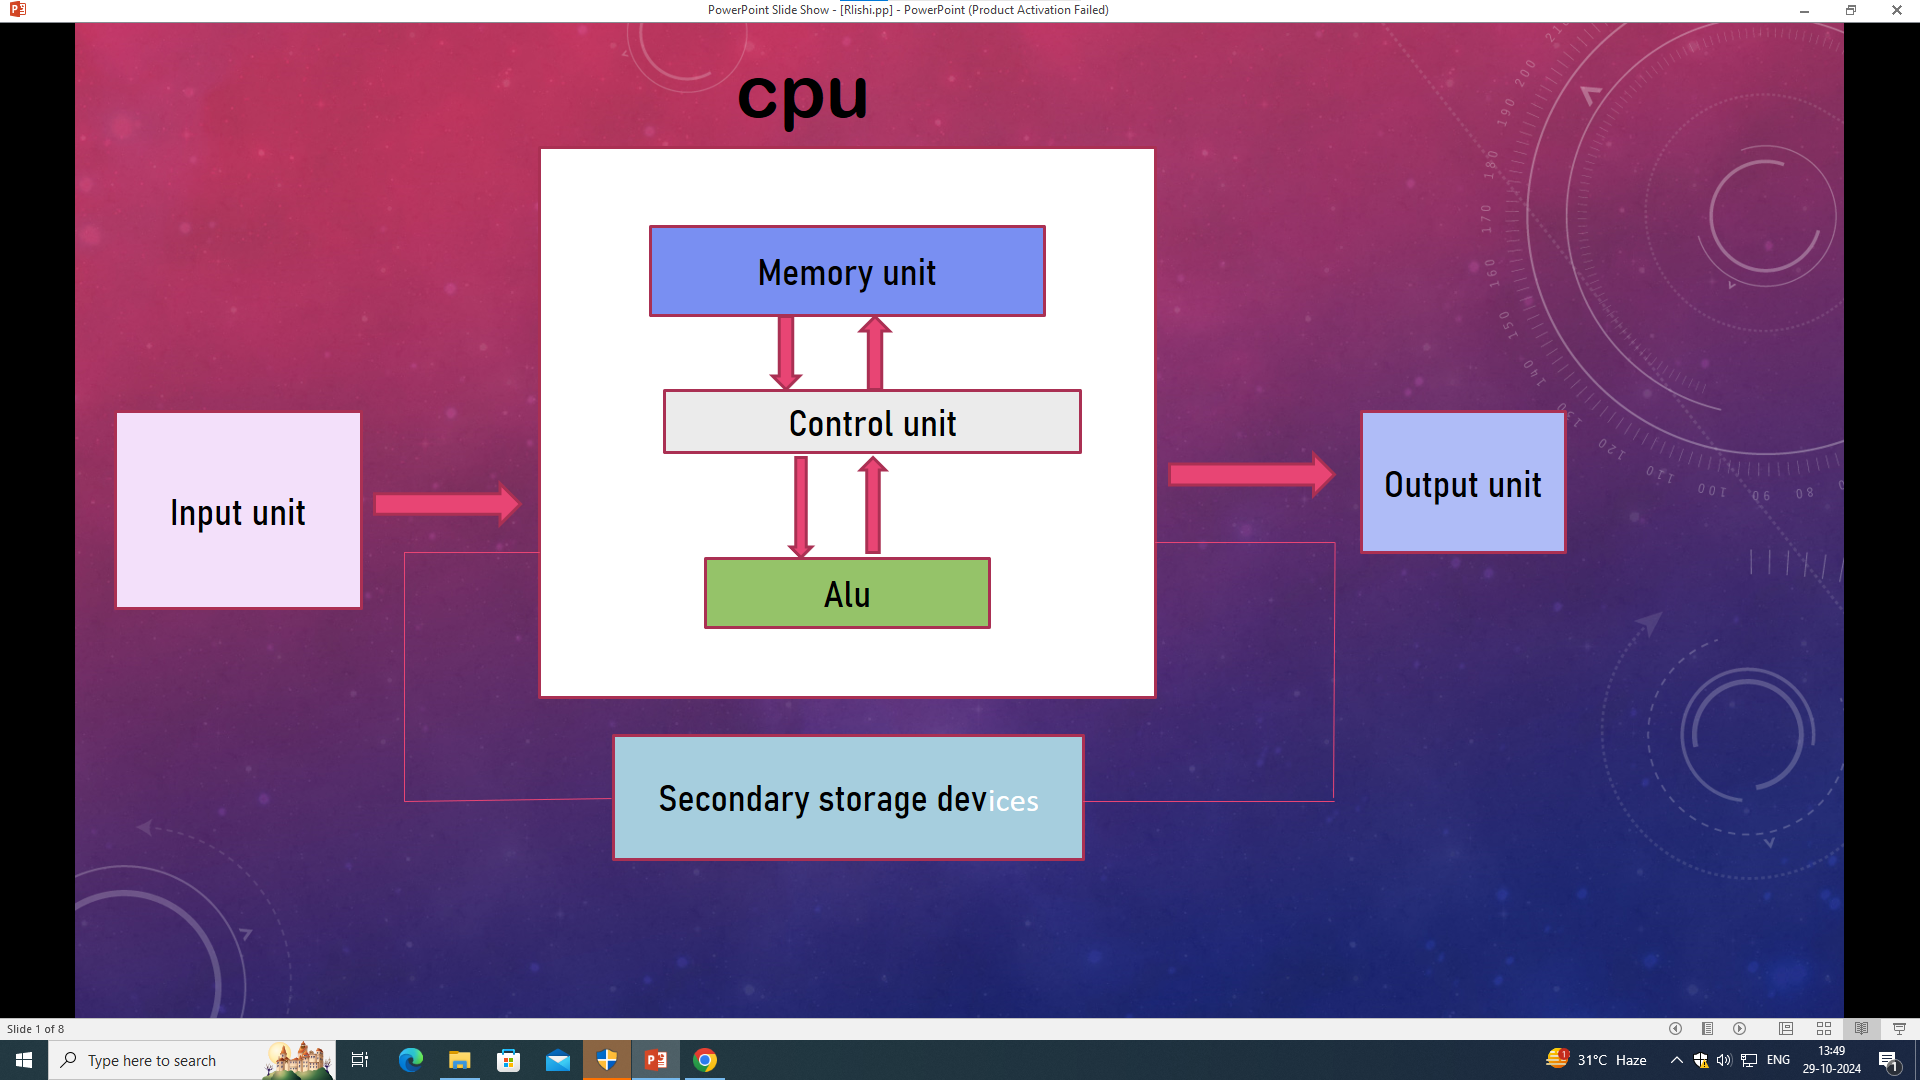 PowerPoint Slide Show - [Rlishi.pp] - PowerPoint (Product Activation Failed)
cpu
Memory unit
Control unit
Alu
Input unit
Output unit
Secondary storage devices
210
200
190
180
170
160
150
140
130
120
110
100
90
80
Slide 1 of 8
Type here to search
1
31°C Haze
ENG
13:49
29-10-2024
1